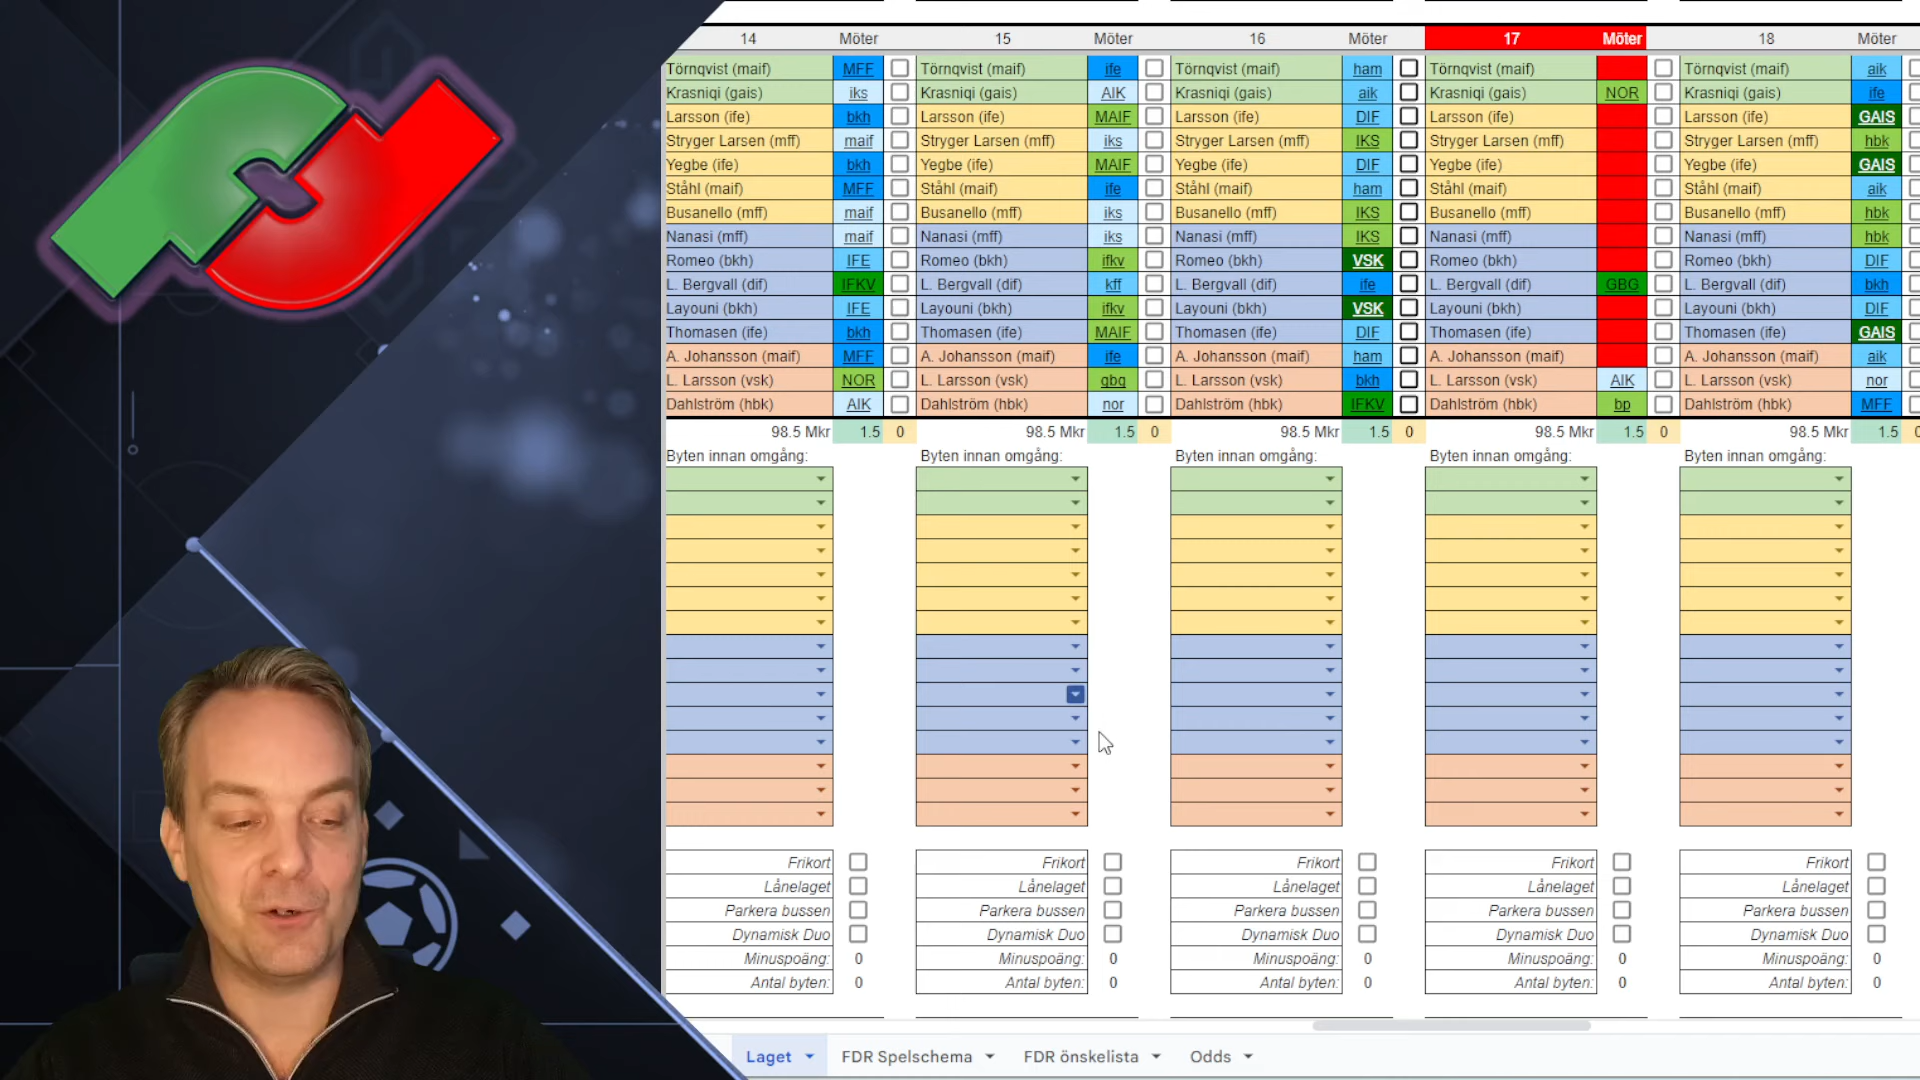 14 Möter 15 Möter 16 Möter 17 Möter 18 Möter
Törnqvist (maif) MFF Törnqvist (maif) ife Törnqvist (maif) ham Törnqvist (maif) Törnqvist (maif) aik
Krasniqi (gais) iks Krasniqi (gais) AIK Krasniqi (gais) aik Krasniqi (gais) NOR Krasniqi (gais) ife
Larsson (ife) bkh Larsson (ife) MAIF Larsson (ife) DIF Larsson (ife) Larsson (ife) GAIS
Stryger Larsen (mff) maif Stryger Larsen (mff) iks Stryger Larsen (mff) IKS Stryger Larsen (mff) Stryger Larsen (mff) hbk
Yegbe (ife) bkh Yegbe (ife) MAIF Yegbe (ife) DIF Yegbe (ife) Yegbe (ife) GAIS
Ståhl (maif) MFF Ståhl (maif) ife Ståhl (maif) ham Ståhl (maif) Ståhl (maif) aik
Busanello (mff) maif Busanello (mff) iks Busanello (mff) IKS Busanello (mff) Busanello (mff) hbk
Nanasi (mff) maif Nanasi (mff) iks Nanasi (mff) IKS Nanasi (mff) Nanasi (mff) hbk
Romeo (bkh) IFE Romeo (bkh) ifkv Romeo (bkh) VSK Romeo (bkh) Romeo (bkh) DIF
L. Bergvall (dif) IFKV L. Bergvall (dif) kff L. Bergvall (dif) ife L. Bergvall (dif) GBG L. Bergvall (dif) bkh
Layouni (bkh) IFE Layouni (bkh) ifkv Layouni (bkh) VSK Layouni (bkh) Layouni (bkh) DIF
Thomasen (ife) bkh Thomasen (ife) MAIF Thomasen (ife) DIF Thomasen (ife) Thomasen (ife) GAIS
A. Johansson (maif) MFF A. Johansson (maif) ife A. Johansson (maif) ham A. Johansson (maif) A. Johansson (maif) aik
L. Larsson (vsk) NOR L. Larsson (vsk) gbg L. Larsson (vsk) bkh L. Larsson (vsk) AIK L. Larsson (vsk) nor
Dahlström (hbk) AIK Dahlström (hbk) nor Dahlström (hbk) IFKV Dahlström (hbk) bp Dahlström (hbk) MFF
98.5 Mkr 1.5 0 98.5 Mkr 1.5 0 98.5 Mkr 1.5 0 98.5 Mkr 1.5 0 98.5 Mkr 1.5
Byten innan omgång: Byten innan omgång: Byten innan omgång: Byten innan omgång: Byten innan omgång:
Frikort Frikort Frikort Frikort Frikort
Lånelaget Lånelaget Lånelaget Lånelaget Lånelaget
Parkera bussen Parkera bussen Parkera bussen Parkera bussen Parkera bussen
Dynamisk Duo Dynamisk Duo Dynamisk Duo Dynamisk Duo Dynamisk Duo
Minuspoäng: 0 Minuspoäng: 0 Minuspoäng: 0 Minuspoäng: 0 Minuspoäng: 0
Antal byten: 0 Antal byten: 0 Antal byten: 0 Antal byten: 0 Antal byten: 0
Laget FDR Spelschema FDR önskelista Odds